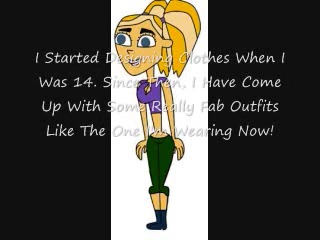 I Started Designing Clothes When I
Was 14. Since Then, I Have Come
Up With Some Really Fab Outfits
Like The One I'm Wearing Now!